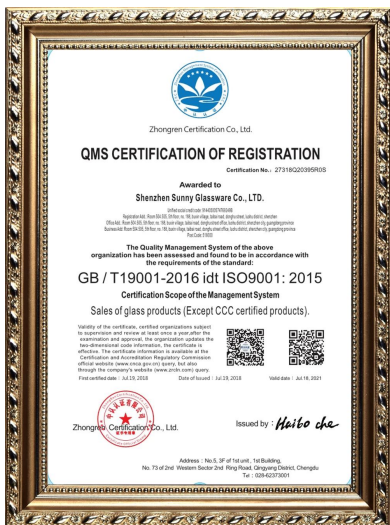 Zhongren Certification Co., Ltd.
QMS CERTIFICATION OF REGISTRATION
Certification No.: 27318Q20395R0S
Awarded to
Shenzhen Sunny Glassware Co., LTD.
The Quality Management System of the above
organization has been assessed and found to be in accordance with
the requirements of the standard:
GB / T19001-2016 idt ISO9001: 2015
Certification Scope of the Management System
Sales of glass products (Except CCC certified products).
Validity of the certificate, certified organizations subject
to supervision and review at least once a year,after the
examination and approval, the organization updates the
two-dimensional code information, the certificate is
effective. The certificate information is available at the
Certification and Accreditation Regulatory Commission
official website (www.cnca.gov.cn) query, but also
through the company's website (www.zrcln.com) query.
First certified date : Jul.19, 2018
Date of Issued : Jul.19, 2018
Valid date : Jul.18, 2021
Zhongren Certification Co., Ltd.
Issued by : Haibo che
Address : No.5, 3F of 1st unit , 1st Building,
No. 73 of 2nd Western Sector 2nd Ring Road, Qingyang District, Chengdu
Tel : 028-62373001